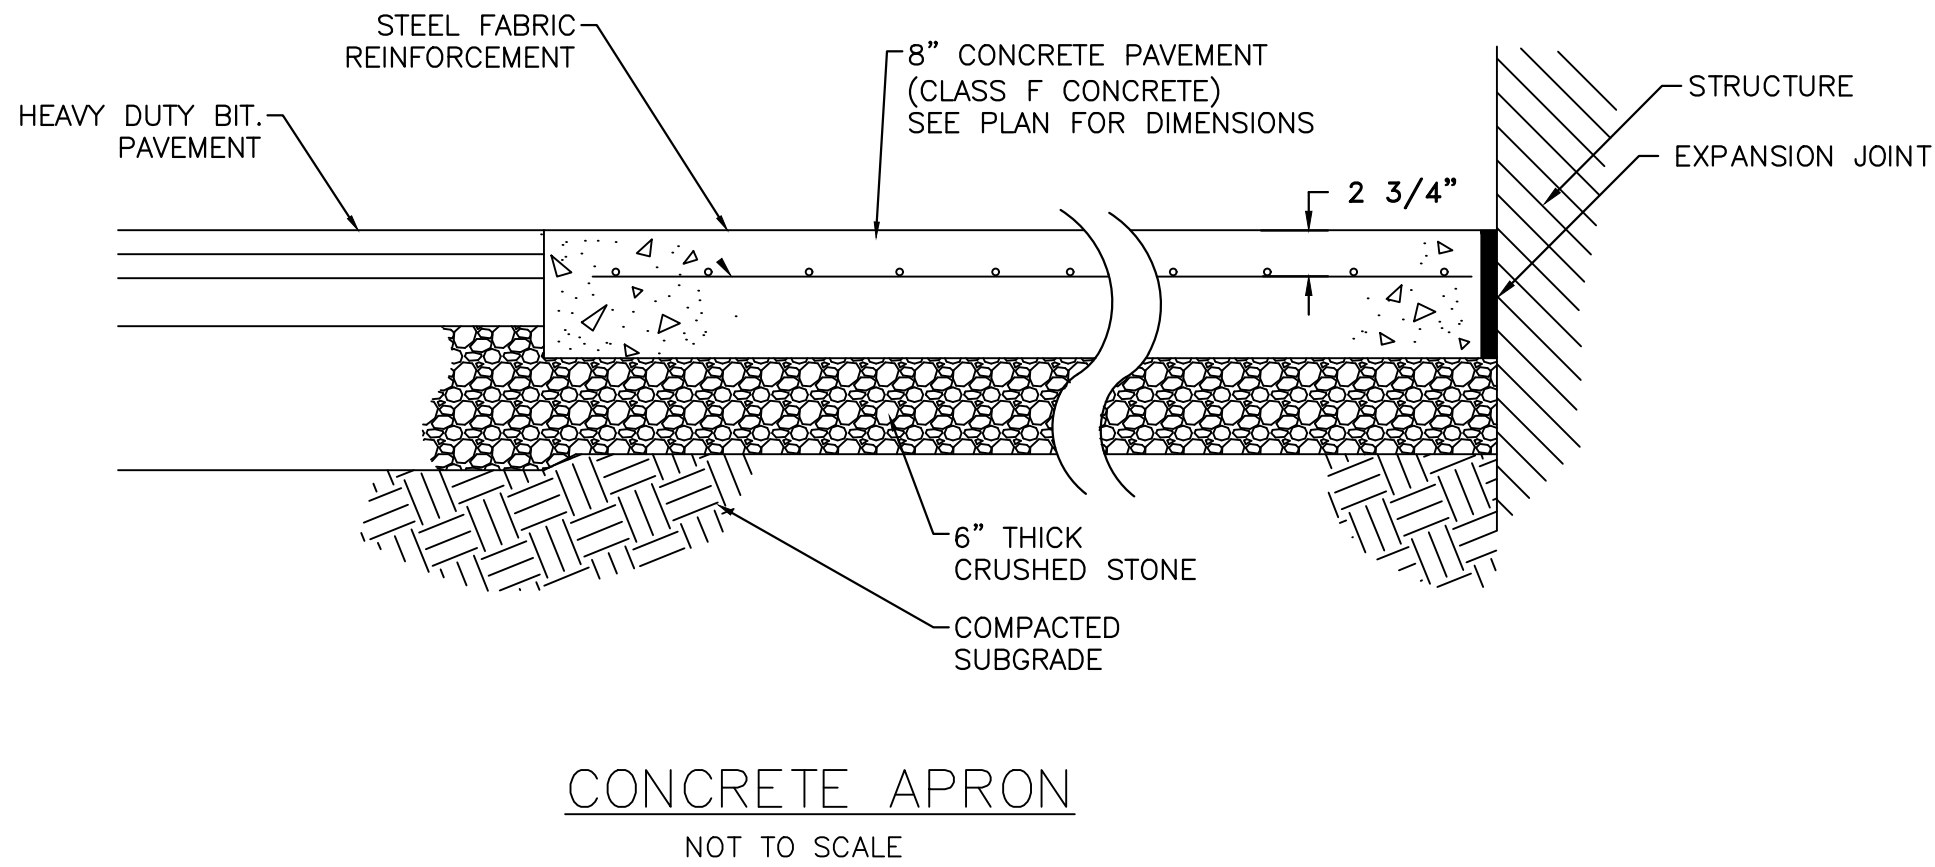 STEEL FABRIC
REINFORCEMENT
8” CONCRETE PAVEMENT
(CLASS F CONCRETE)
SEE PLAN FOR DIMENSIONS
STRUCTURE
HEAVY DUTY BIT.
PAVEMENT
EXPANSION JOINT
2 3/4”
6” THICK
CRUSHED STONE
COMPACTED
SUBGRADE
CONCRETE APRON
NOT TO SCALE